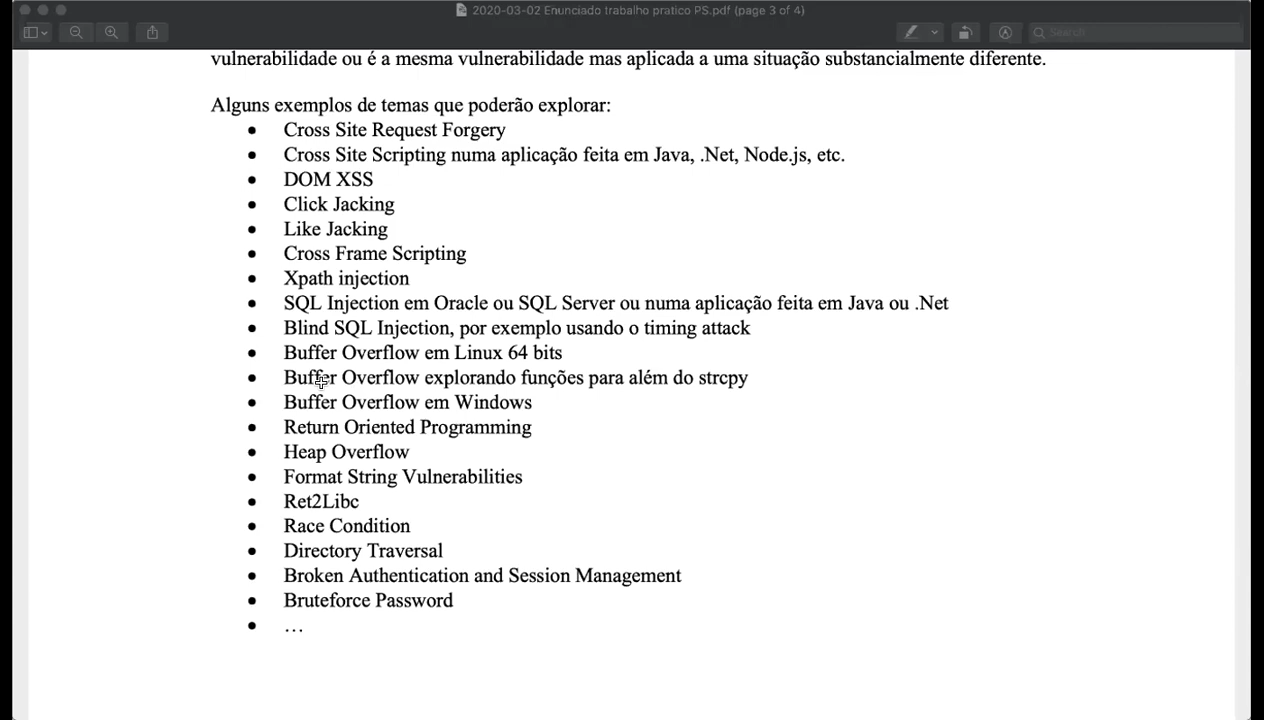 2020-03-02 Enunciado trabalho pratico PS.pdf (page 3 of 4)
Search
vulnerabilidade ou é a mesma vulnerabilidade mas aplicada a uma situação substancialmente diferente.
Alguns exemplos de temas que poderão explorar:
• Cross Site Request Forgery
• Cross Site Scripting numa aplicação feita em Java, .Net, Node.js, etc.
• DOM XSS
• Click Jacking
• Like Jacking
• Cross Frame Scripting
• Xpath injection
• SQL Injection em Oracle ou SQL Server ou numa aplicação feita em Java ou .Net
• Blind SQL Injection, por exemplo usando o timing attack
• Buffer Overflow em Linux 64 bits
• Buffer Overflow explorando funções para além do strcpy
• Buffer Overflow em Windows
• Return Oriented Programming
• Heap Overflow
• Format String Vulnerabilities
• Ret2Libc
• Race Condition
• Directory Traversal
• Broken Authentication and Session Management
• Bruteforce Password
• …